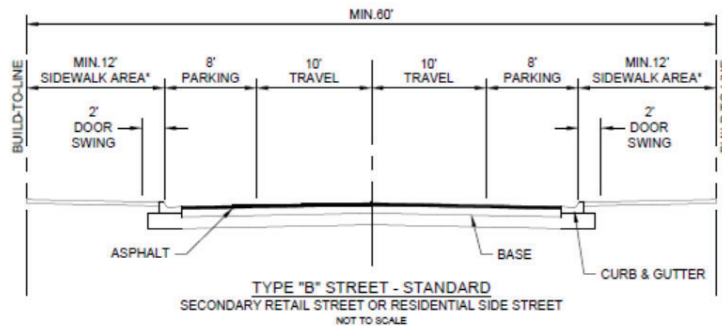 MIN.60'
MIN.12'
SIDEWALK AREA*
8'
PARKING
10'
TRAVEL
10'
TRAVEL
8'
PARKING
MIN.12'
SIDEWALK AREA*
BUILD-TO-LINE
2'
DOOR
SWING
2'
DOOR
SWING
ASPHALT
BASE
CURB & GUTTER
TYPE "B" STREET - STANDARD
SECONDARY RETAIL STREET OR RESIDENTIAL SIDE STREET
NOT TO SCALE